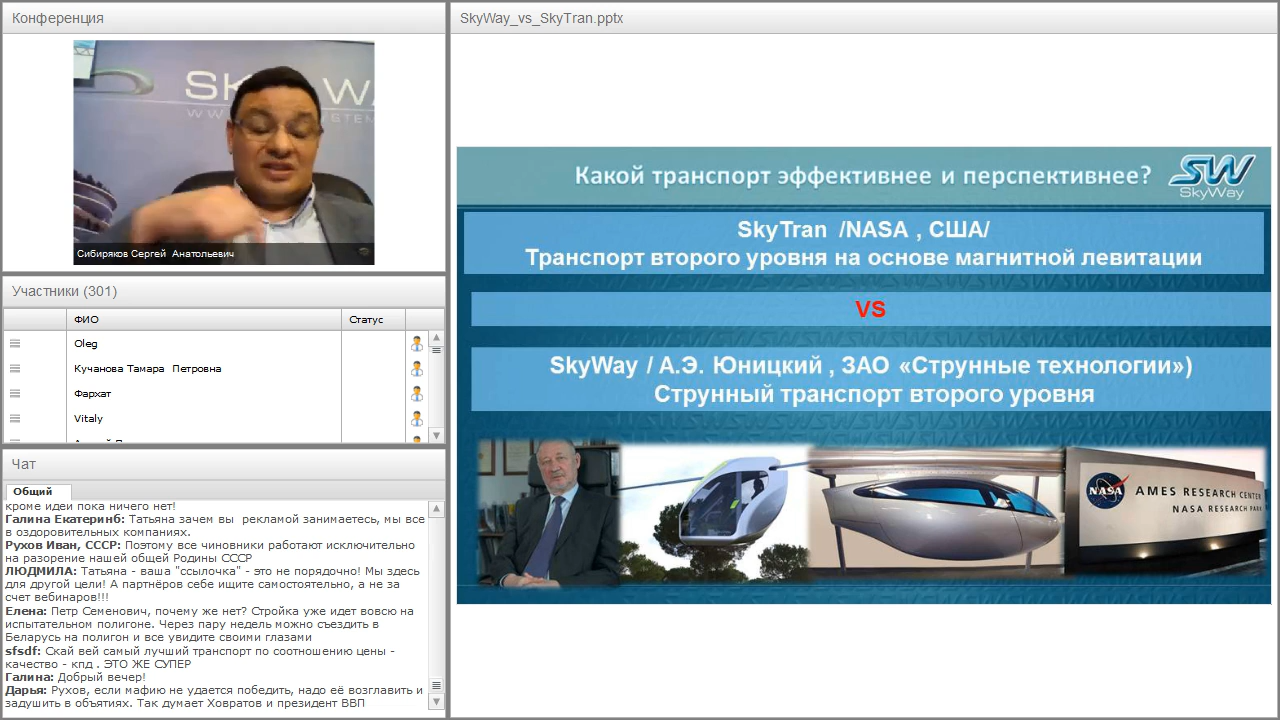 Конференция
SkyWay_vs_SkyTran.pptx
SKYWAY
Сибиряков Сергей Анатольевич
Участники (301)
ФИО
Статус
Oleg
Кучанова Тамара Петровна
Фархат
Vitaly
Чат
Общий
кроме идеи пока ничего нет!
Галина Екатеринб: Татьяна зачем вы рекламой занимаетесь, мы все
в оздоровительных компаниях.
Рухов Иван, СССР: Поэтому все чиновники работают исключительно
на разорение нашей общей Родины СССР
ЛЮДМИЛА: Татьяна - ваша "ссылочка" - это не порядочно! Мы здесь
для другой цели! А партнёров себе ищите самостоятельно, а не за
счет вебинаров!!!
Елена: Петр Семенович, почему же нет? Стройка уже идет вовсю на
испытательном полигоне. Через пару недель можно съездить в
Беларусь на полигон и все увидите своими глазами
sfsdf: Скай вей самый лучший транспорт по соотношению цены -
качество - кпд . ЭТО ЖЕ СУПЕР
Галина: Добрый вечер!
Дарья: Рухов, если мафию не удается победить, надо её возглавить и
задушить в объятиях. Так думает Ховратов и президент ВВП
Какой транспорт эффективнее и перспективнее?
SW
SkyWay
SkyTran /NASA , США/
Транспорт второго уровня на основе магнитной левитации
VS
SkyWay / А.Э. Юницкий , ЗАО «Струнные технологии»)
Струнный транспорт второго уровня
NASA
AMES RESEARCH CENTER
NASA RESEARCH PARK